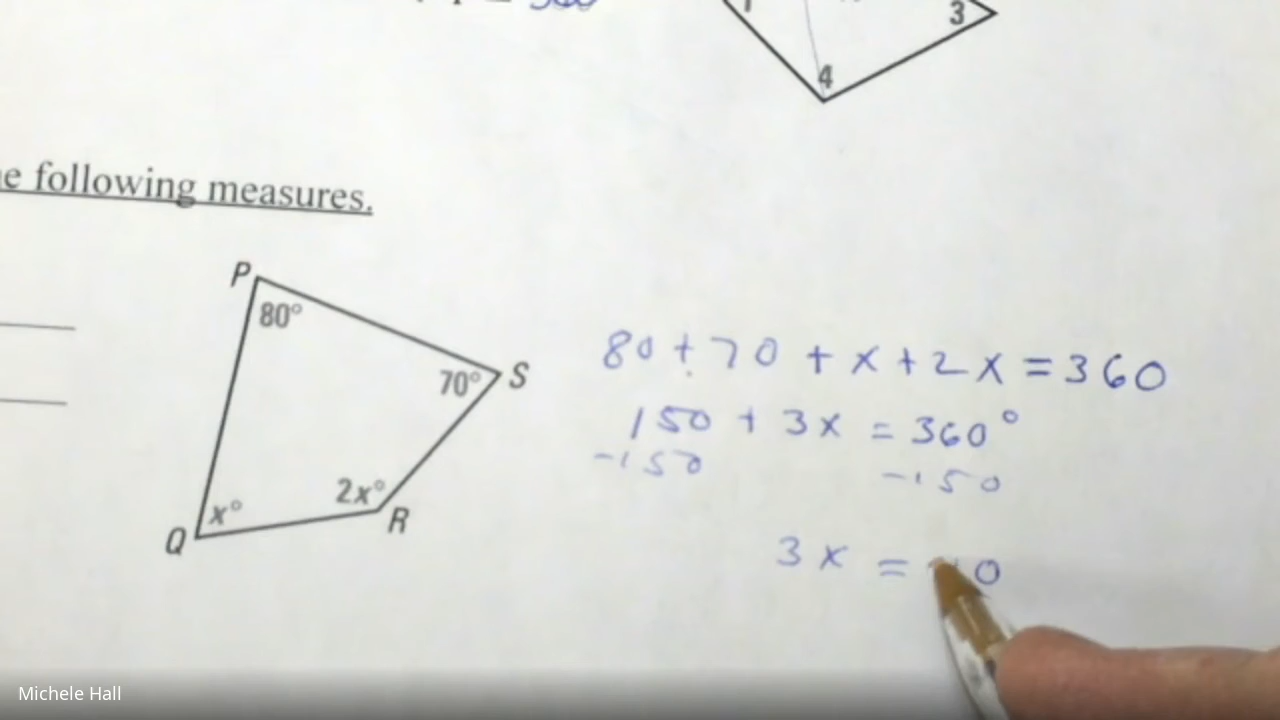 3
4
e following measures.
P
80°
70° S
2x°
x°
R
Q
80 + 70 + x + 2x = 360
150 + 3x = 360°
-150 -150
3x =
Michele Hall